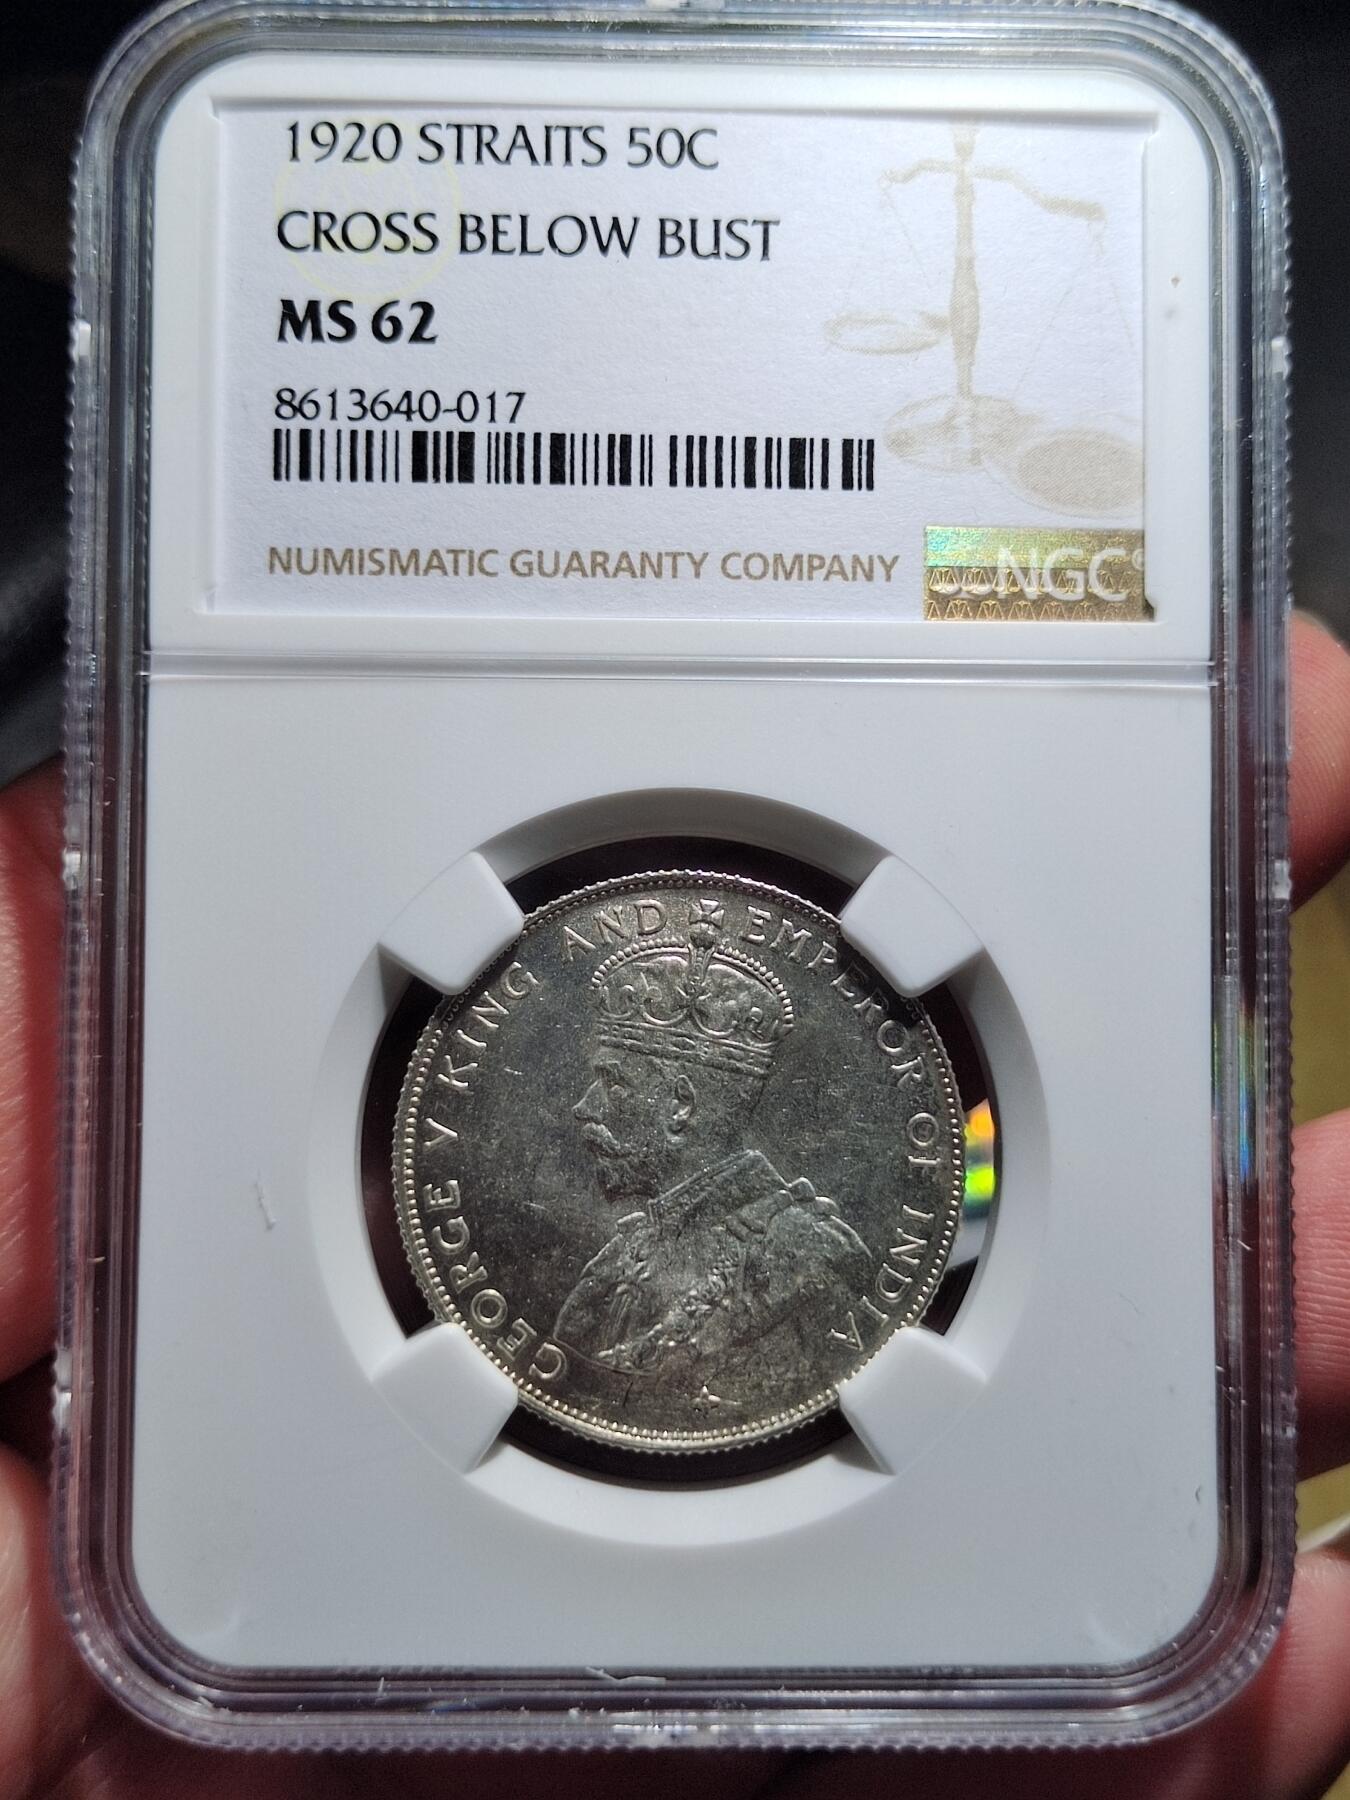 1920 STRAITS 50C
CROSS BELOW BUST
MS 62
8613640-017
NUMISMATIC GUARANTY COMPANY
NGC
GEORGE V KING AND EMPEROR OF INDIA